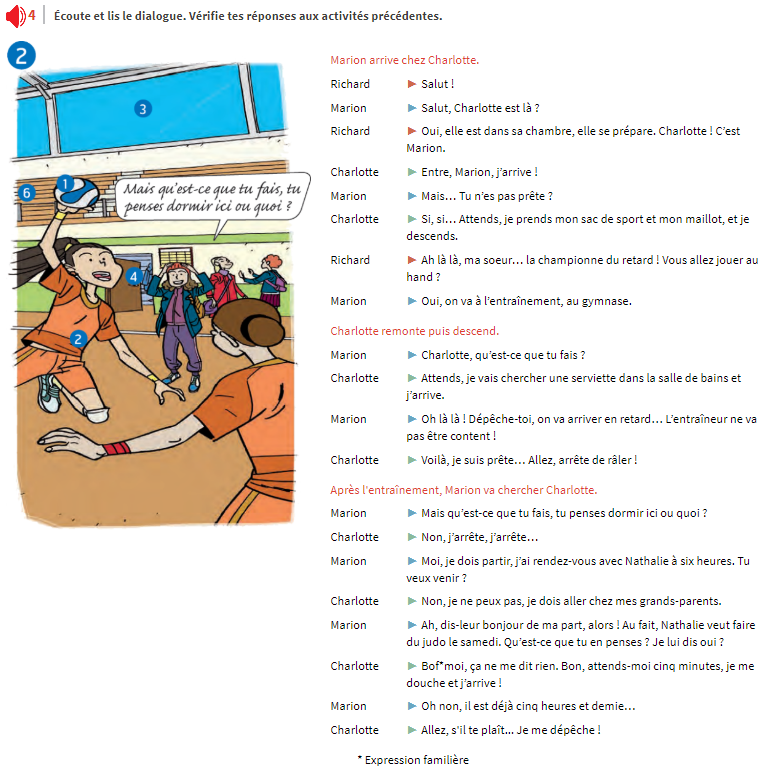 4 Écoute et lis le dialogue. Vérifie tes réponses aux activités précédentes.
2
3
6
1
Mais qu'est-ce que tu fais, tu
penses dormir ici ou quoi ?
4
2
Marion arrive chez Charlotte.
Richard ► Salut !
Marion ► Salut, Charlotte est là ?
Richard ► Oui, elle est dans sa chambre, elle se prépare. Charlotte ! C'est
Marion.
Charlotte ► Entre, Marion, j'arrive !
Marion ► Mais… Tu n'es pas prête ?
Charlotte ► Si, si… Attends, je prends mon sac de sport et mon maillot, et je
descends.
Richard ► Ah là là, ma soeur… la championne du retard ! Vous allez jouer au
hand ?
Marion ► Oui, on va à l'entraînement, au gymnase.
Charlotte remonte puis descend.
Marion ► Charlotte, qu'est-ce que tu fais ?
Charlotte ► Attends, je vais chercher une serviette dans la salle de bains et
j'arrive.
Marion ► Oh là là ! Dépêche-toi, on va arriver en retard… L'entraîneur ne va
pas être content !
Charlotte ► Voilà, je suis prête… Allez, arrête de râler !
Après l'entraînement, Marion va chercher Charlotte.
Marion ► Mais qu'est-ce que tu fais, tu penses dormir ici ou quoi ?
Charlotte ► Non, j'arrête, j'arrête…
Marion ► Moi, je dois partir, j'ai rendez-vous avec Nathalie à six heures. Tu
veux venir ?
Charlotte ► Non, je ne peux pas, je dois aller chez mes grands-parents.
Marion ► Ah, dis-leur bonjour de ma part, alors ! Au fait, Nathalie veut faire
du judo le samedi. Qu'est-ce que tu en penses ? Je lui dis oui ?
Charlotte ► Bof*moi, ça ne me dit rien. Bon, attends-moi cinq minutes, je me
douche et j'arrive !
Marion ► Oh non, il est déjà cinq heures et demie…
Charlotte ► Allez, s'il te plaît... Je me dépêche !
* Expression familière